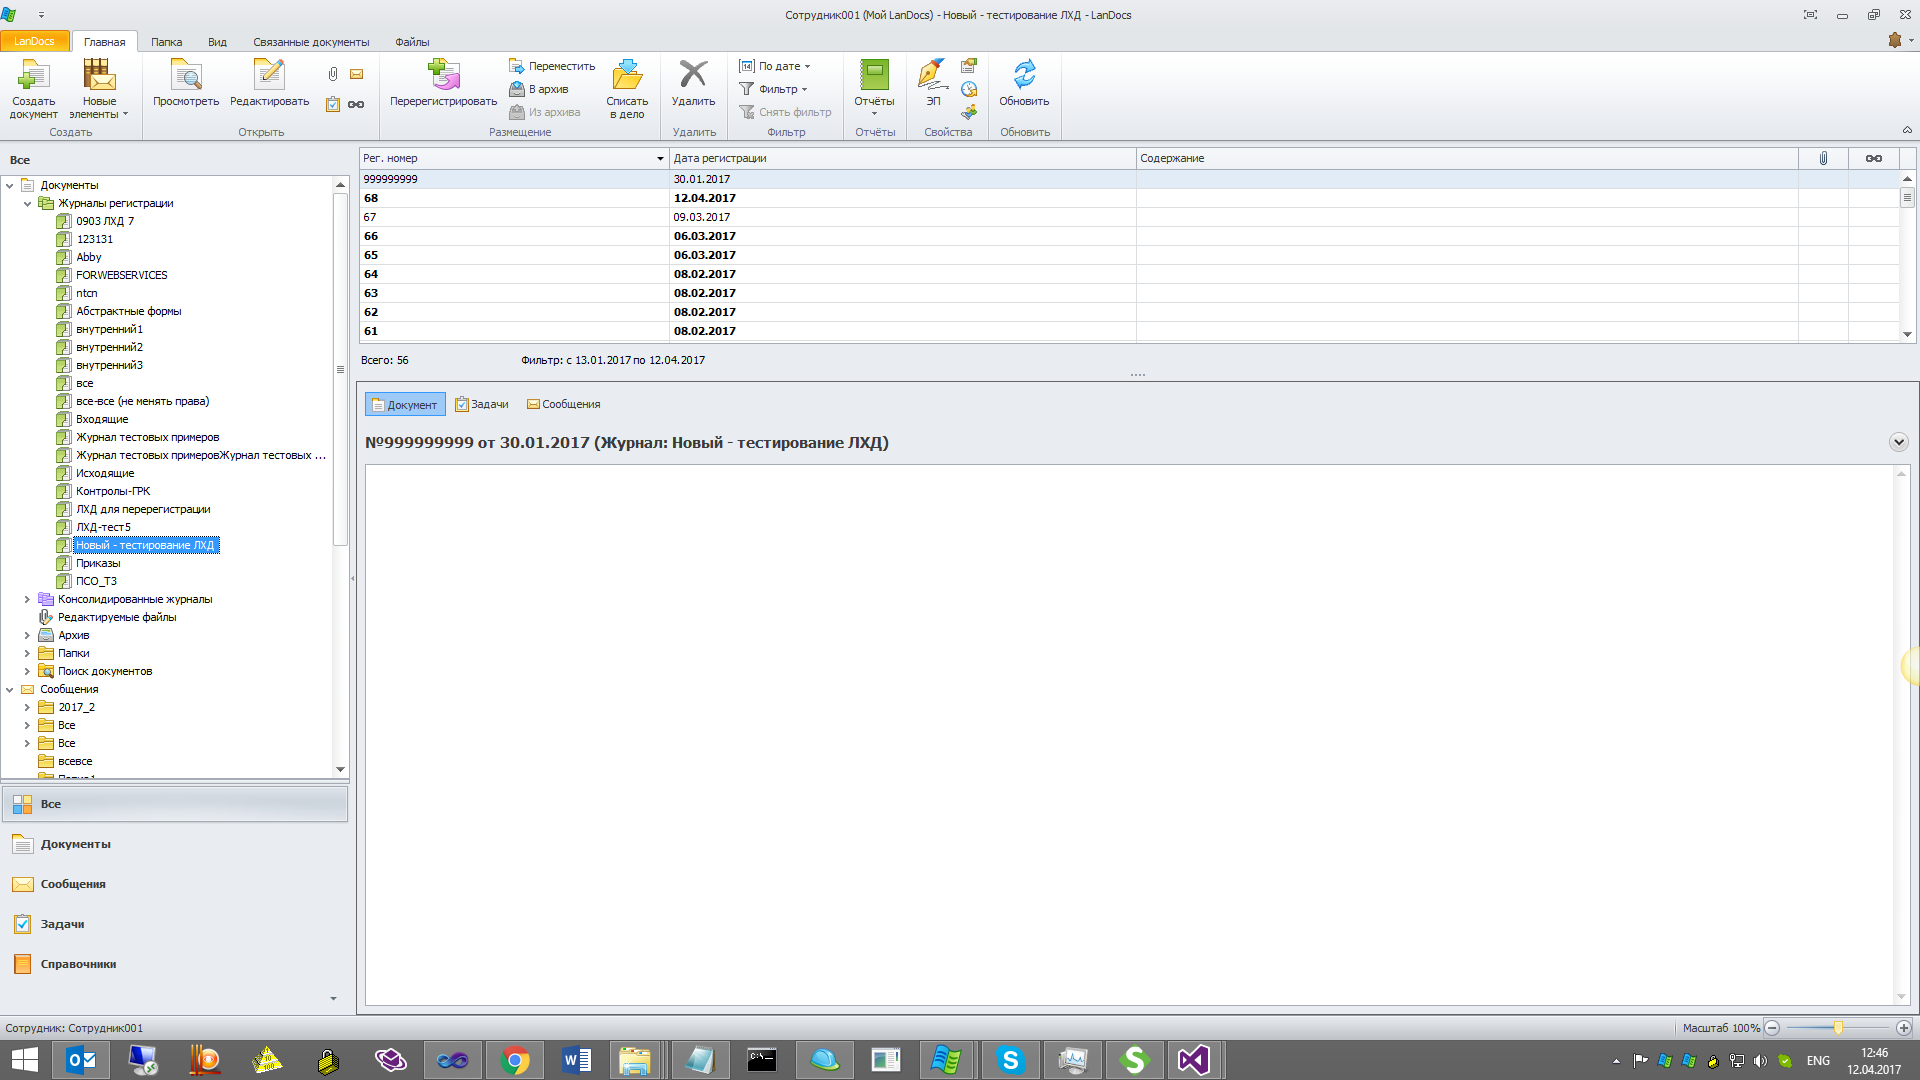 Сотрудник001 (Мой LanDocs) - Новый - тестирование ЛХД - LanDocs
LanDocs
Главная
Папка
Вид
Связанные документы
Файлы
Создать документ
Новые элементы
Создать
Просмотреть
Редактировать
Открыть
Перерегистрировать
Переместить
В архив
Из архива
Списать в дело
Размещение
Удалить
Удалить
По дате
Фильтр
Снять фильтр
Фильтр
Отчёты
Отчёты
ЭП
Свойства
Обновить
Обновить
Все
Документы
Журналы регистрации
0903 ЛХД 7
123131
Abby
FORWEBSERVICES
ntcn
Абстрактные формы
внутренний1
внутренний2
внутренний3
все
все-все (не менять права)
Входящие
Журнал тестовых примеров
Журнал тестовых примеровЖурнал тестовых ...
Исходящие
Контролы-ГРК
ЛХД для перерегистрации
ЛХД-тест5
Новый - тестирование ЛХД
Приказы
ПСО_ТЗ
Консолидированные журналы
Редактируемые файлы
Архив
Папки
Поиск документов
Сообщения
2017_2
Все
Все
всевсе
Все
Документы
Сообщения
Задачи
Справочники
Рег. номер Дата регистрации Содержание
999999999 30.01.2017
68 12.04.2017
67 09.03.2017
66 06.03.2017
65 06.03.2017
64 08.02.2017
63 08.02.2017
62 08.02.2017
61 08.02.2017
Всего: 56 Фильтр: с 13.01.2017 по 12.04.2017
Документ Задачи Сообщения
№999999999 от 30.01.2017 (Журнал: Новый - тестирование ЛХД)
Сотрудник: Сотрудник001
Масштаб 100%
ENG
12:46
12.04.2017